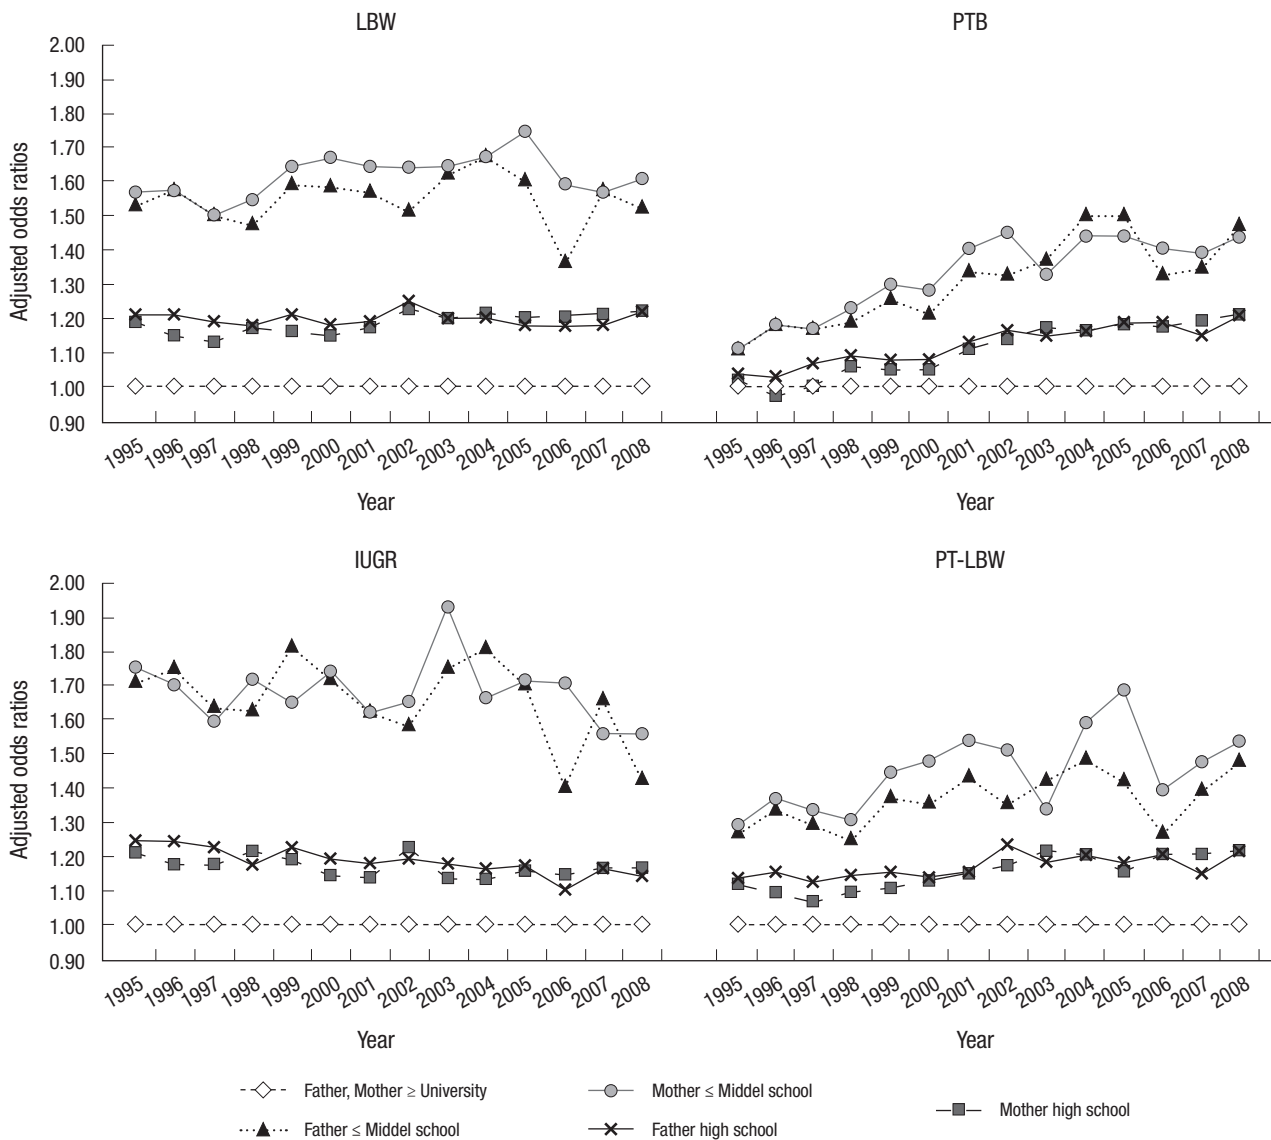 LBW
Adjusted odds ratios
2.00
1.90
1.80
1.70
1.60
1.50
1.40
1.30
1.20
1.10
1.00
0.90
1995 1996 1997 1998 1999 2000 2001 2002 2003 2004 2005 2006 2007 2008
Year
PTB
1995 1996 1997 1998 1999 2000 2001 2002 2003 2004 2005 2006 2007 2008
Year
IUGR
Adjusted odds ratios
2.00
1.90
1.80
1.70
1.60
1.50
1.40
1.30
1.20
1.10
1.00
0.90
1995 1996 1997 1998 1999 2000 2001 2002 2003 2004 2005 2006 2007 2008
Year
PT-LBW
1995 1996 1997 1998 1999 2000 2001 2002 2003 2004 2005 2006 2007 2008
Year
Father, Mother ≥ University
Father ≤ Middel school
Mother ≤ Middel school
Father high school
Mother high school